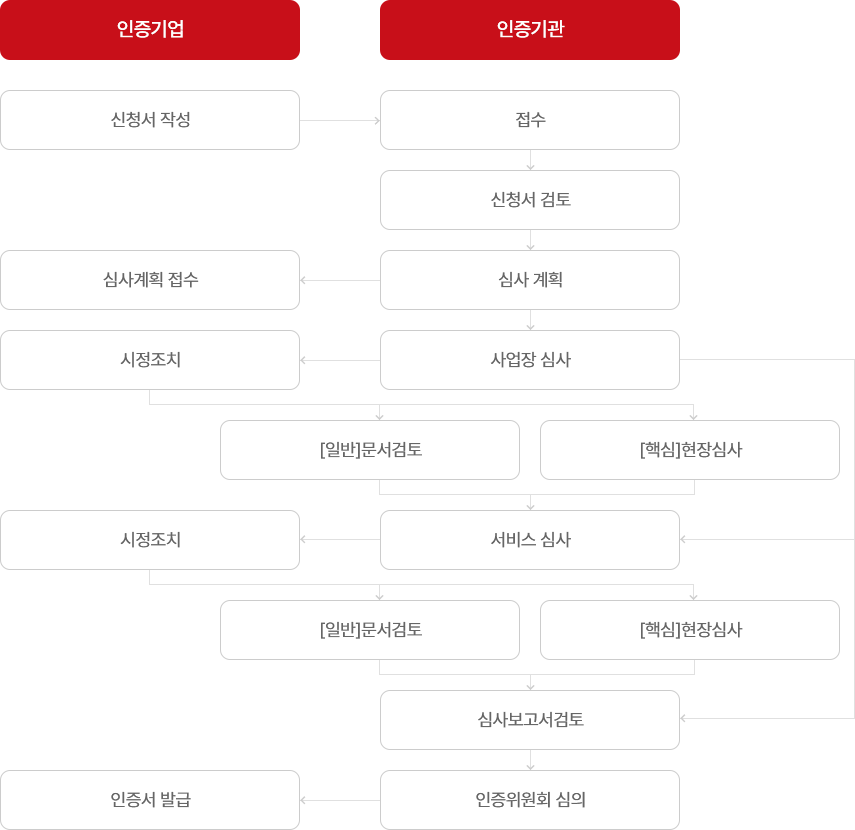 인증기업
인증기관
신청서 작성
접수
신청서 검토
심사계획 접수
심사 계획
시정조치
사업장 심사
[일반]문서검토
[핵심]현장심사
시정조치
서비스 심사
[일반]문서검토
[핵심]현장심사
심사보고서검토
인증서 발급
인증위원회 심의